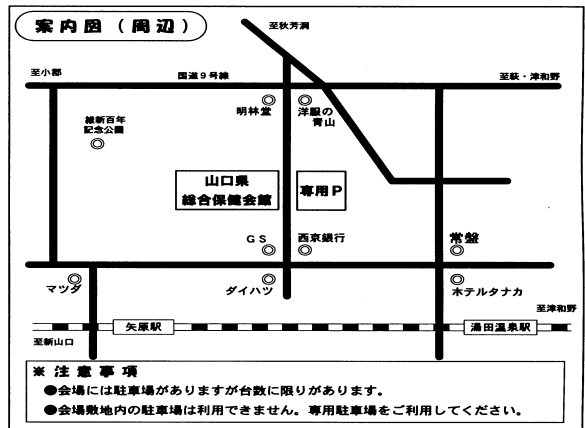 案内図（周辺）
至秋芳洞
至小郡
国道９号線
至萩・津和野
明林堂
洋服の
青山
維新百年
記念公園
山口県
総合保健会館
専用Ｐ
ＧＳ
西京銀行
常盤
マツダ
ダイハツ
ホテルタナカ
至津和野
矢原駅
湯田温泉駅
至新山口
※ 注意事項
●会場には駐車場がありますが台数に限りがあります。
●会場敷地内の駐車場は利用できません。専用駐車場をご利用してください。